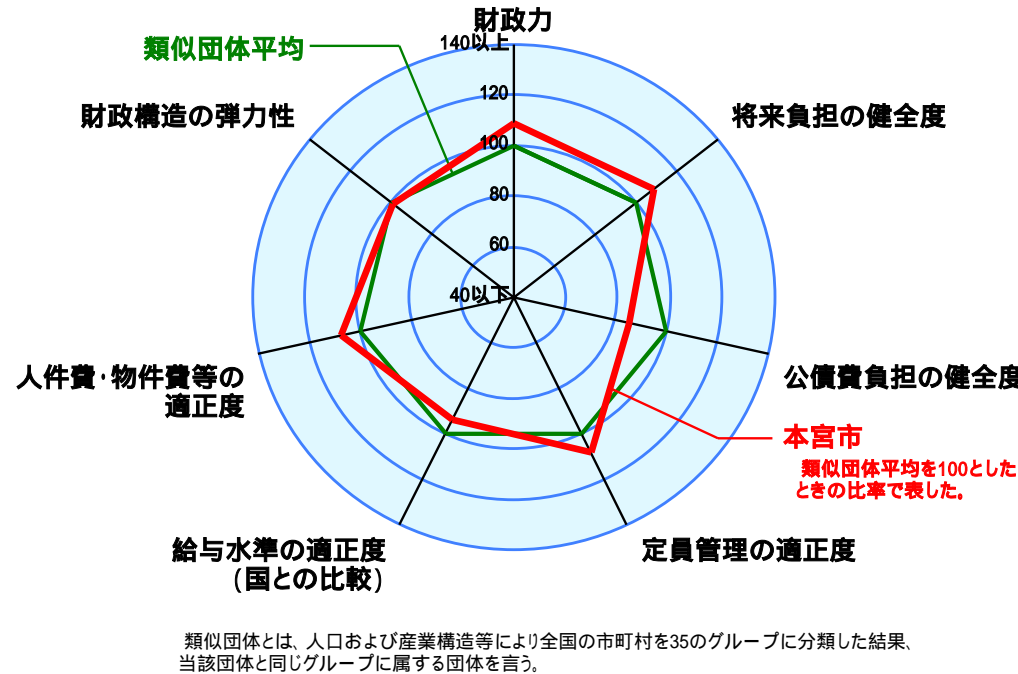 財政力
140以上
類似団体平均
120
財政構造の弾力性
将来負担の健全度
100
80
60
40以下
人件費・物件費等の
適正度
公債費負担の健全度
本宮市
類似団体平均を100とした
ときの比率で表した。
給与水準の適正度
(国との比較)
定員管理の適正度
類似団体とは、人口および産業構造等により全国の市町村を35のグループに分類した結果、
当該団体と同じグループに属する団体を言う。